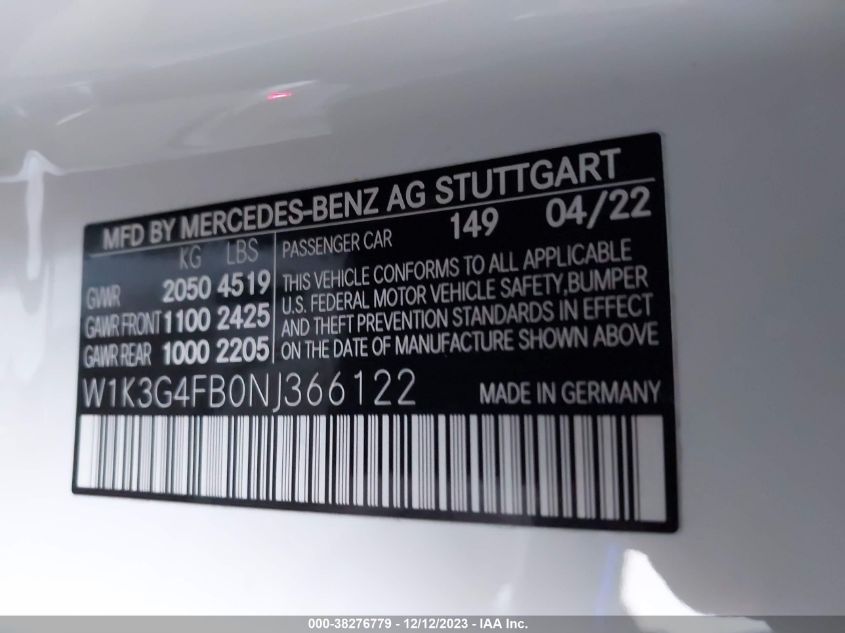 MFD BY MERCEDES-BENZ AG STUTTGART
KG LBS
GVWR 2050 4519
GAWR FRONT 1100 2425
GAWR REAR 1000 2205
PASSENGER CAR 149 04/22
THIS VEHICLE CONFORMS TO ALL APPLICABLE
U.S. FEDERAL MOTOR VEHICLE SAFETY,BUMPER
AND THEFT PREVENTION STANDARDS IN EFFECT
ON THE DATE OF MANUFACTURE SHOWN ABOVE
W1K3G4FB0NJ366122 MADE IN GERMANY
000-38276779 - 12/12/2023 - IAA Inc.